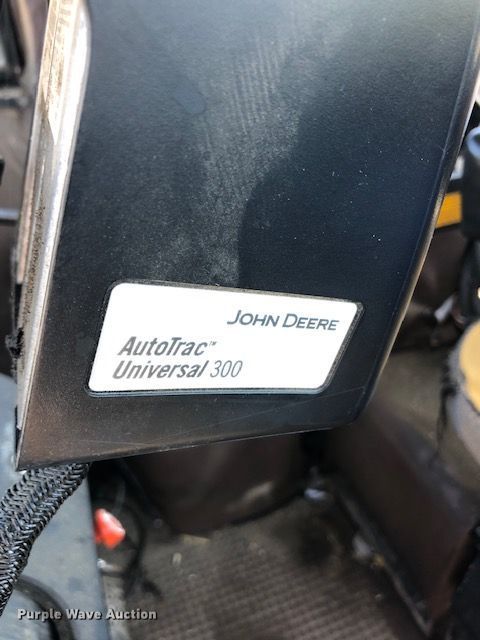 JOHN DEERE
AutoTrac™
Universal 300
Purple Wave Auction